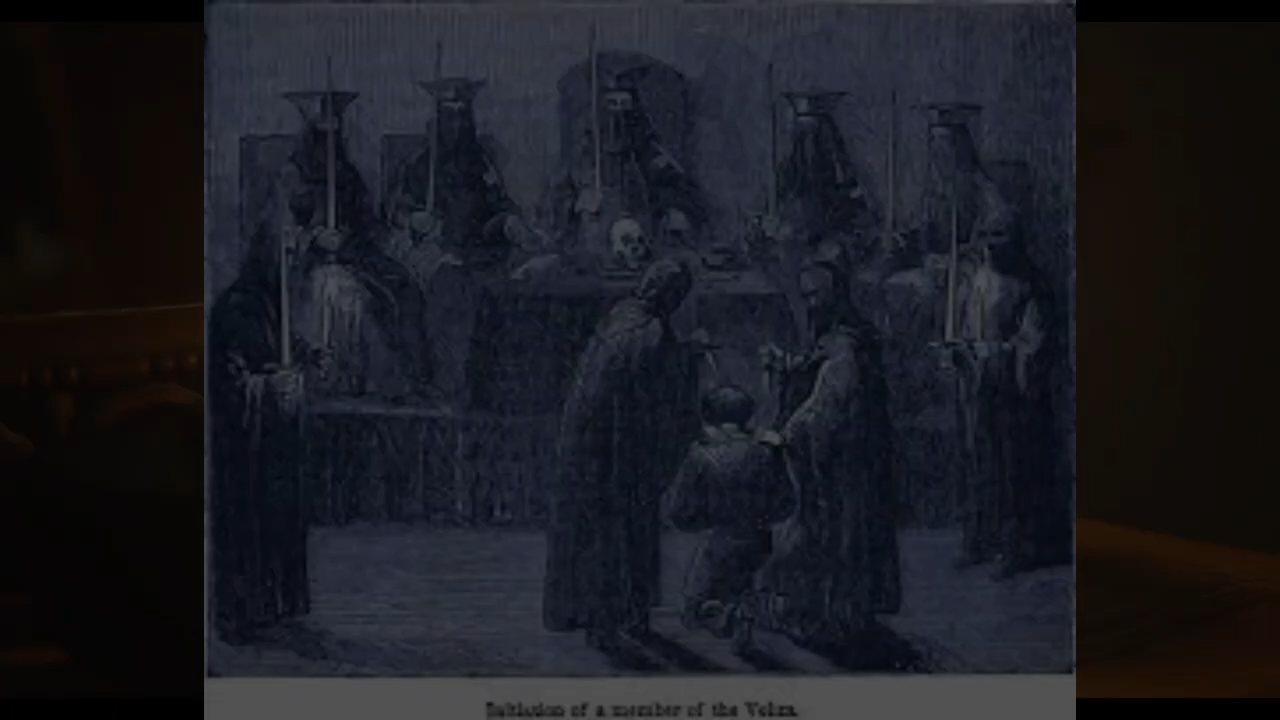 Initiation of a member of the Vehm.